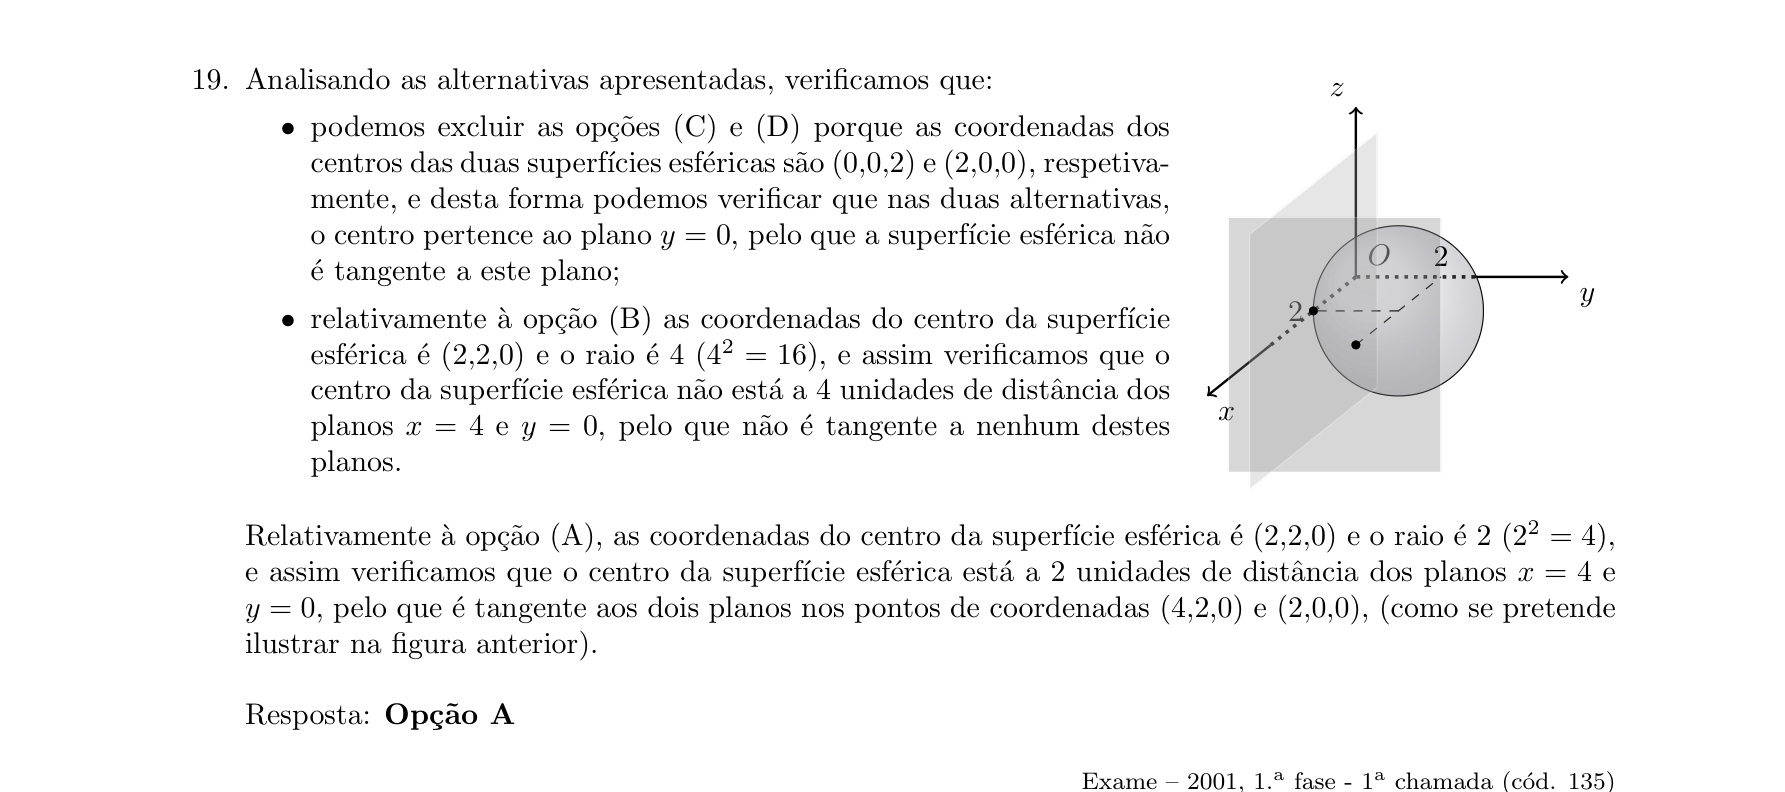 19. Analisando as alternativas apresentadas, verificamos que:
• podemos excluir as opções (C) e (D) porque as coordenadas dos
centros das duas superfícies esféricas são (0,0,2) e (2,0,0), respetiva-
mente, e desta forma podemos verificar que nas duas alternativas,
o centro pertence ao plano y = 0, pelo que a superfície esférica não
é tangente a este plano;
• relativamente à opção (B) as coordenadas do centro da superfície
esférica é (2,2,0) e o raio é 4 (4² = 16), e assim verificamos que o
centro da superfície esférica não está a 4 unidades de distância dos
planos x = 4 e y = 0, pelo que não é tangente a nenhum destes
planos.
z
O
2
y
2
x
Relativamente à opção (A), as coordenadas do centro da superfície esférica é (2,2,0) e o raio é 2 (2² = 4),
e assim verificamos que o centro da superfície esférica está a 2 unidades de distância dos planos x = 4 e
y = 0, pelo que é tangente aos dois planos nos pontos de coordenadas (4,2,0) e (2,0,0), (como se pretende
ilustrar na figura anterior).
Resposta: Opção A
Exame – 2001, 1.ª fase - 1ª chamada (cód. 135)